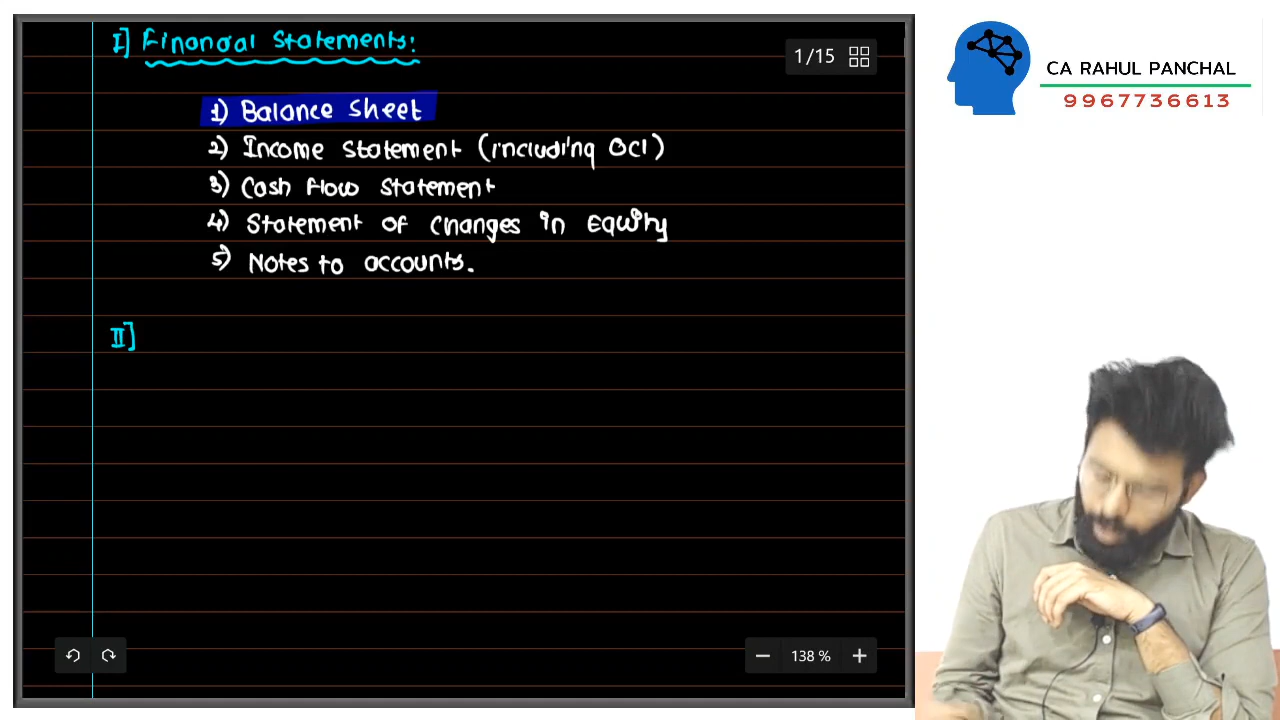 I] Financial Statements:
1) Balance Sheet
2) Income Statement (including OCI)
3) Cash Flow Statement
4) Statement of Changes in Equity
5) Notes to accounts.
II]
1/15
138 %
CA RAHUL PANCHAL
9967736613